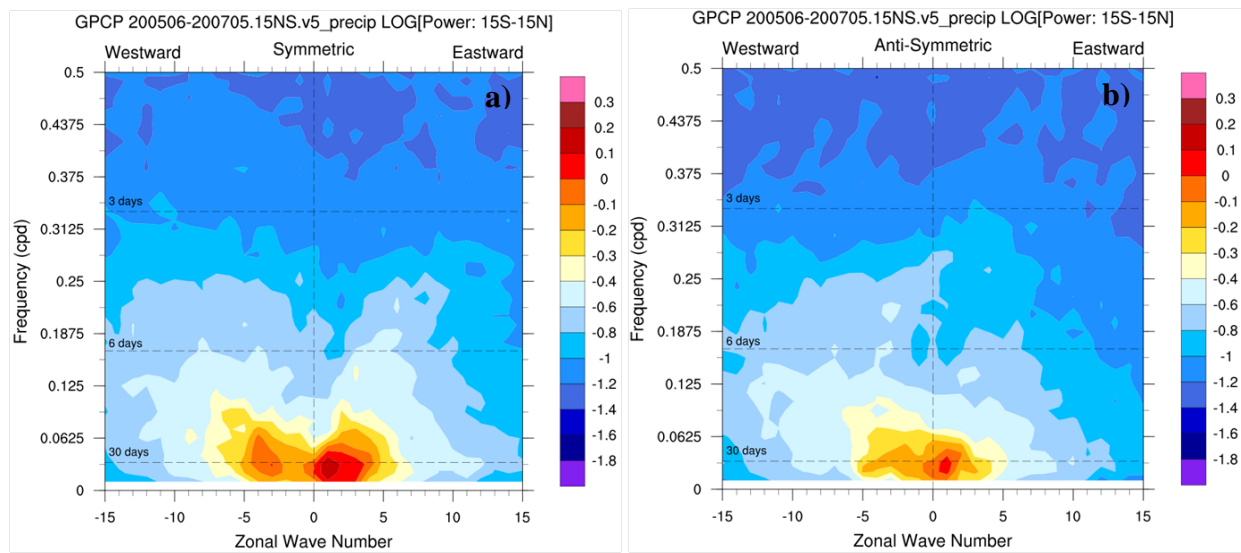 GPCP 200506-200705.15NS.v5_precip LOG[Power: 15S-15N]
Westward Symmetric Eastward
a)
0.5
0.4375
0.375
0.3125
0.25
0.1875
0.125
0.0625
0
Frequency (cpd)
3 days
6 days
30 days
-15 -10 -5 0 5 10 15
Zonal Wave Number
0.3
0.2
0.1
0
-0.1
-0.2
-0.3
-0.4
-0.6
-0.8
-1
-1.2
-1.4
-1.6
-1.8
GPCP 200506-200705.15NS.v5_precip LOG[Power: 15S-15N]
Westward Anti-Symmetric Eastward
b)
0.5
0.4375
0.375
0.3125
0.25
0.1875
0.125
0.0625
0
Frequency (cpd)
3 days
6 days
30 days
-15 -10 -5 0 5 10 15
Zonal Wave Number
0.3
0.2
0.1
0
-0.1
-0.2
-0.3
-0.4
-0.6
-0.8
-1
-1.2
-1.4
-1.6
-1.8